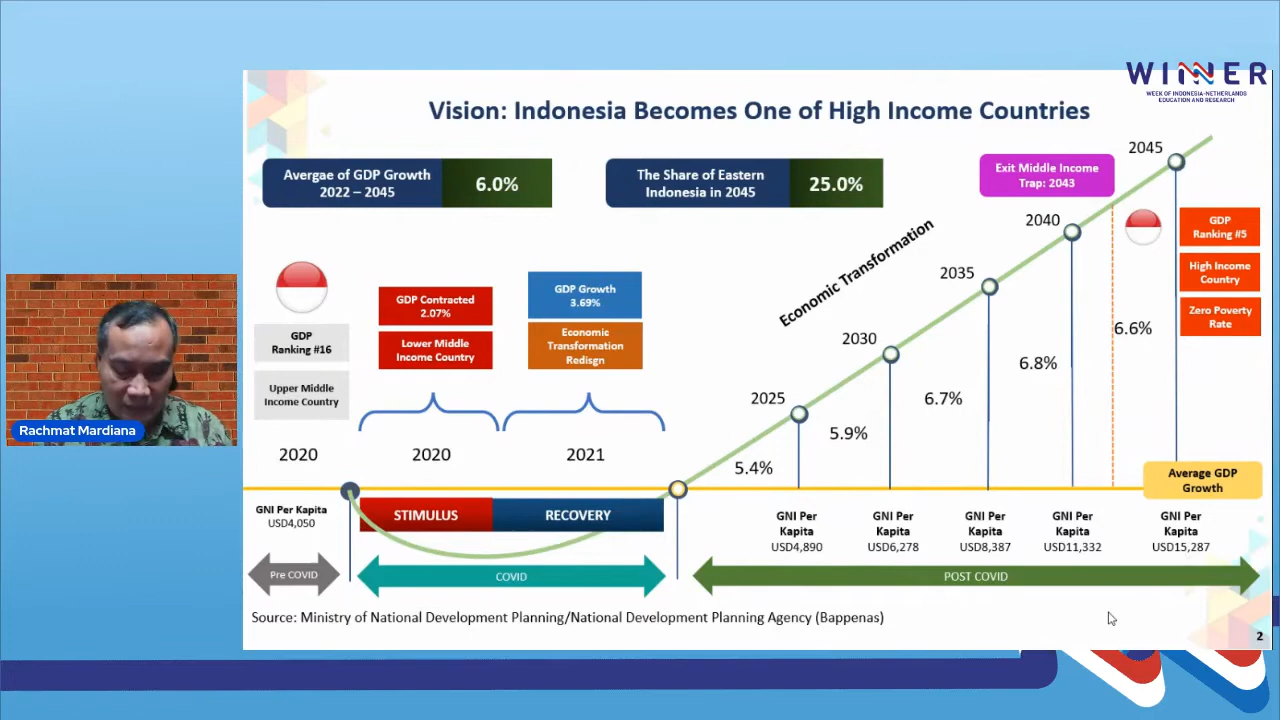 WINNER
WEEK OF INDONESIA-NETHERLANDS
EDUCATION AND RESEARCH
Vision: Indonesia Becomes One of High Income Countries
Avergae of GDP Growth
2022 – 2045
6.0%
The Share of Eastern
Indonesia in 2045
25.0%
Exit Middle Income
Trap: 2043
2045
2040
2035
2030
2025
Economic Transformation
GDP
Ranking #5
High Income
Country
Zero Poverty
Rate
GDP
Ranking #16
Upper Middle
Income Country
GDP Contracted
2.07%
Lower Middle
Income Country
GDP Growth
3.69%
Economic
Transformation
Redisgn
2020
2020
2021
5.4%
5.9%
6.7%
6.8%
6.6%
Average GDP
Growth
Rachmat Mardiana
GNI Per Kapita
USD4,050
STIMULUS
RECOVERY
GNI Per
Kapita
USD4,890
GNI Per
Kapita
USD6,278
GNI Per
Kapita
USD8,387
GNI Per
Kapita
USD11,332
GNI Per
Kapita
USD15,287
Pre COVID
COVID
POST COVID
Source: Ministry of National Development Planning/National Development Planning Agency (Bappenas)
2